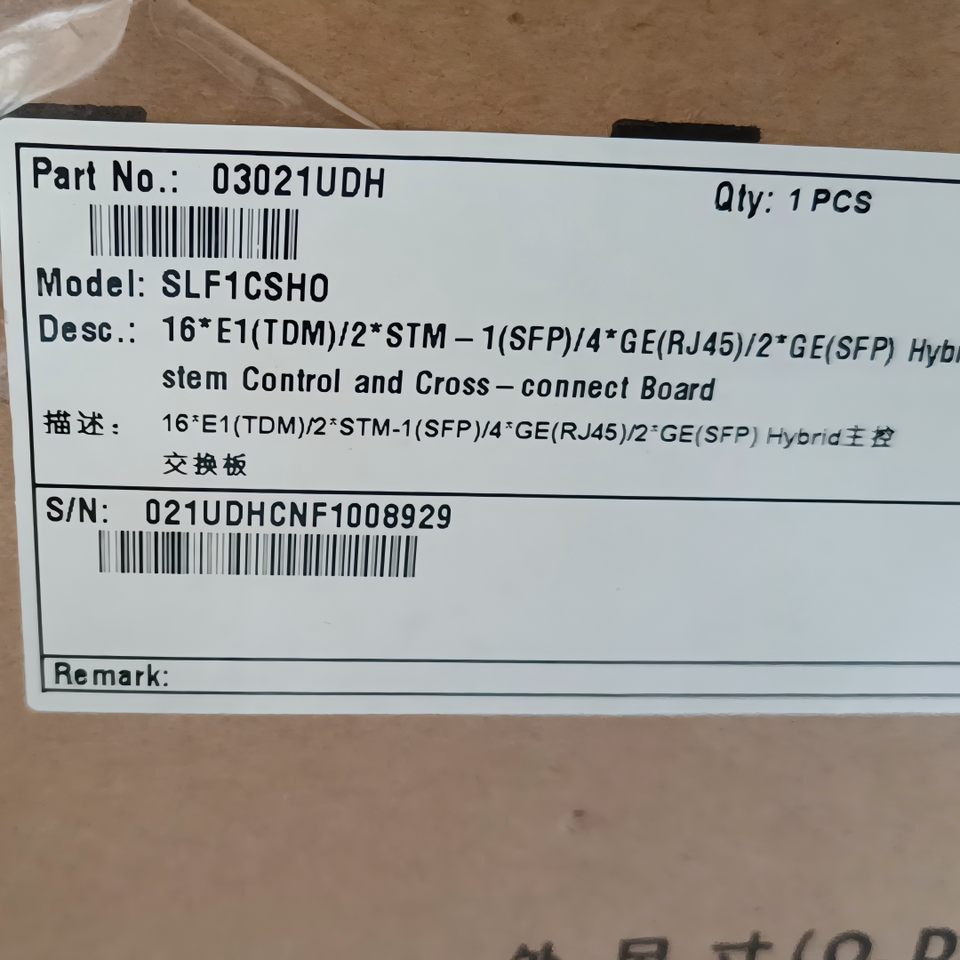 Part No.: 03021UDH
Qty: 1 PCS
Model: SLF1CSHO
Desc.: 16*E1(TDM)/2*STM-1(SFP)/4*GE(RJ45)/2*GE(SFP)
stem Control and Cross-connect Board
描述: 16*E1(TDM)/2*STM-1(SFP)/4*GE(RJ45)/2*GE(SFP) Hybrid主控
交换板
S/N: 021UDHCNF1008929
Remark: